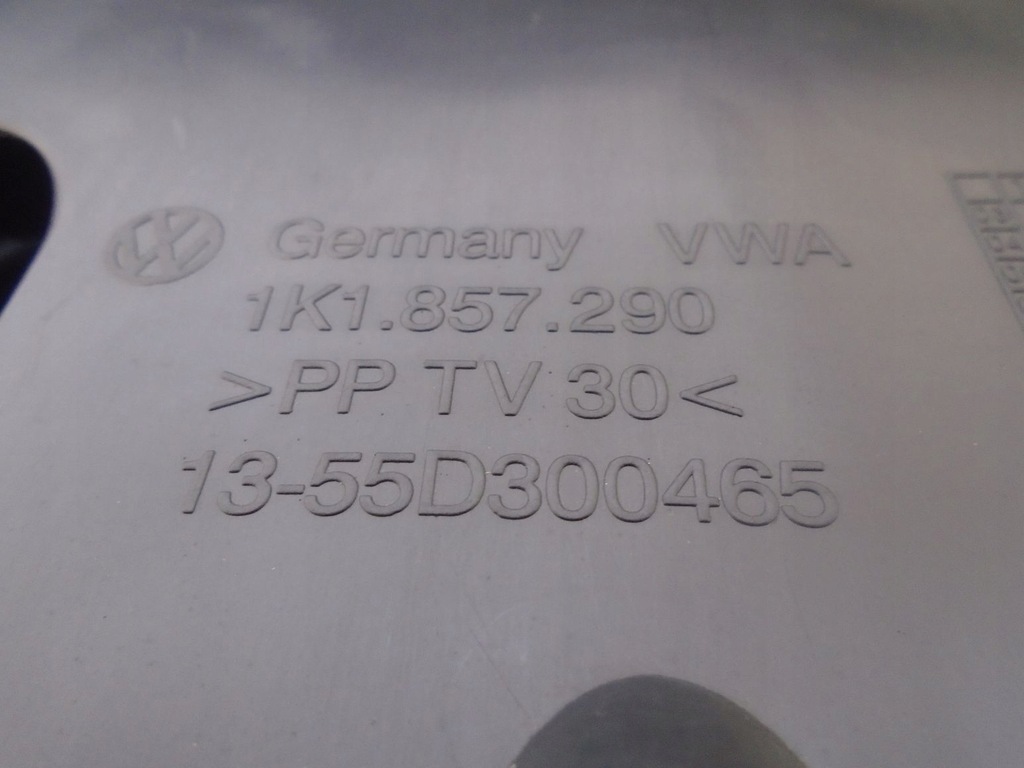 Germany VWA
1K1.857.290
>PP TV 30<
13-55D300465